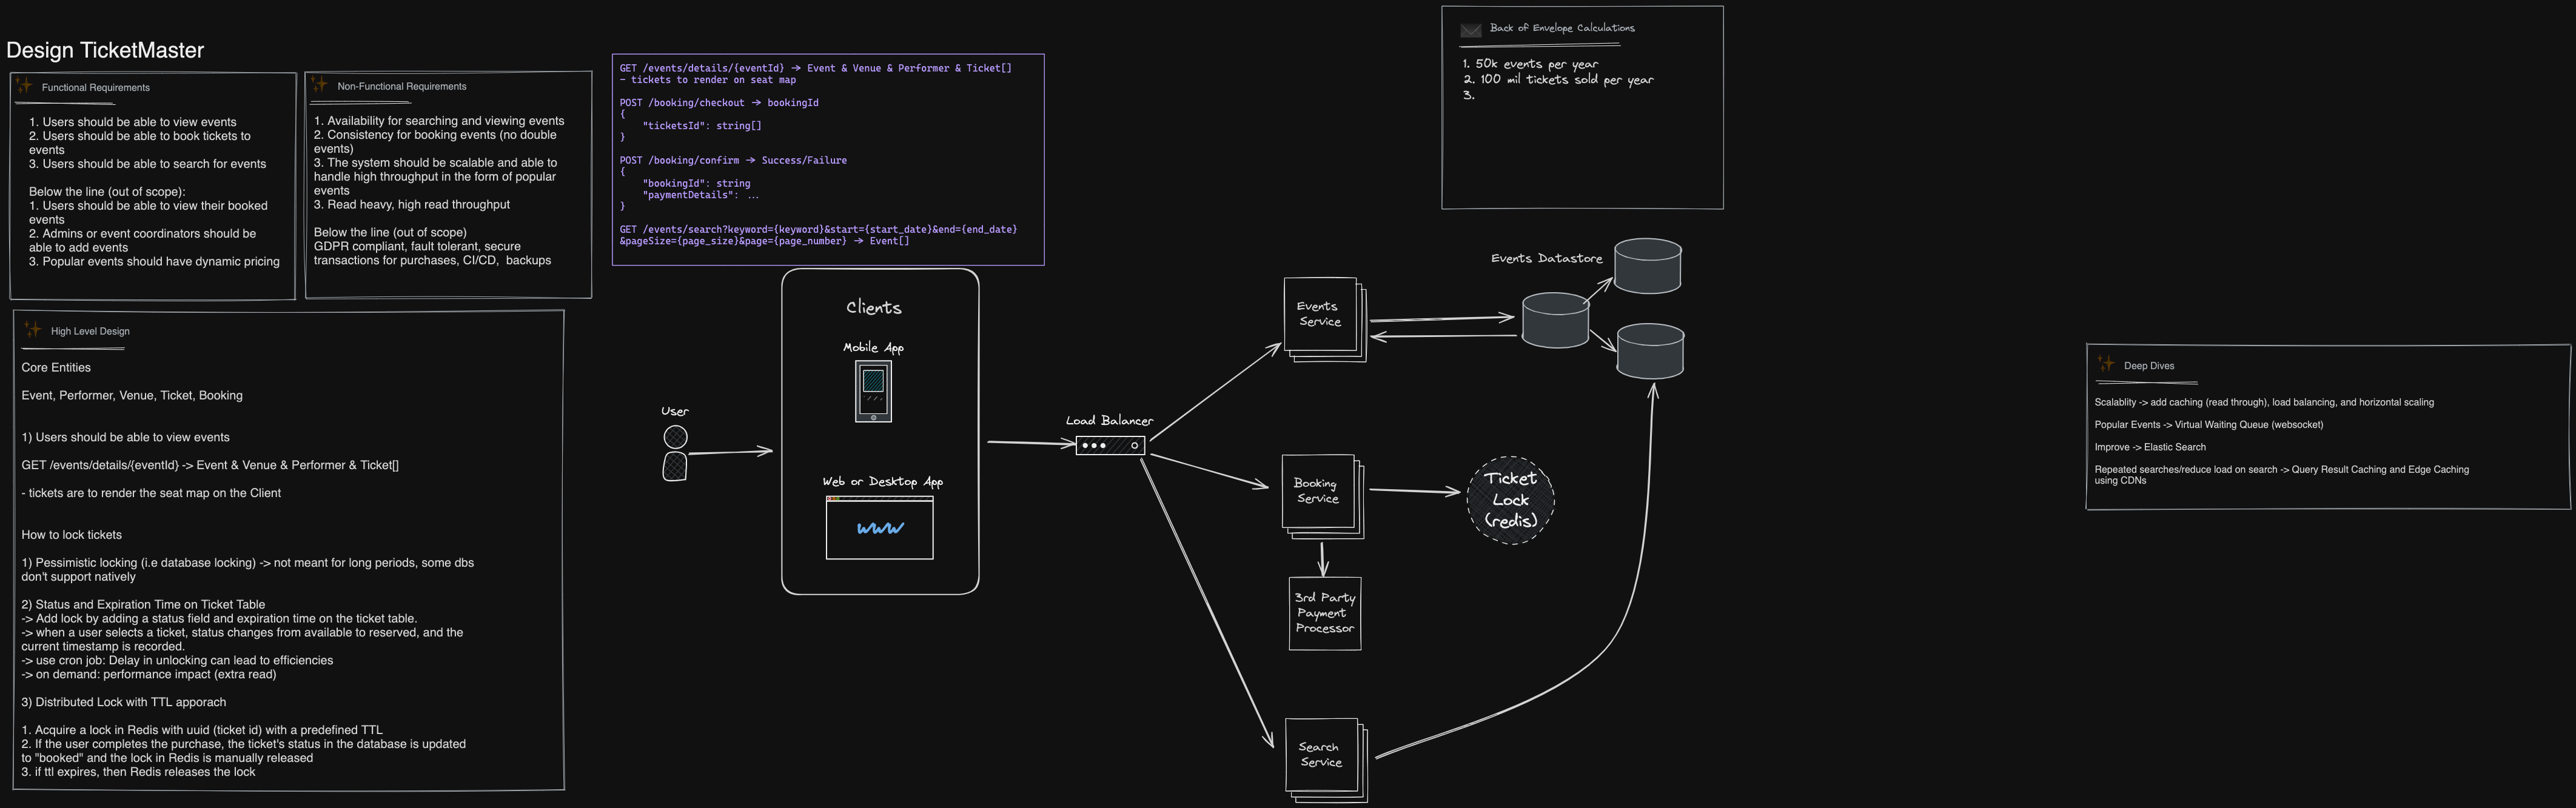 Design TicketMaster
Functional Requirements
1. Users should be able to view events
2. Users should be able to book tickets to
events
3. Users should be able to search for events
Below the line (out of scope):
1. Users should be able to view their booked
events
2. Admins or event coordinators should be
able to add events
3. Popular events should have dynamic pricing
Non-Functional Requirements
1. Availability for searching and viewing events
2. Consistency for booking events (no double
events)
3. The system should be scalable and able to
handle high throughput in the form of popular
events
3. Read heavy, high read throughput
Below the line (out of scope)
GDPR compliant, fault tolerant, secure
transactions for purchases, CI/CD,  backups
High Level Design
Core Entities
Event, Performer, Venue, Ticket, Booking
1) Users should be able to view events
GET /events/details/{eventId} -> Event & Venue & Performer & Ticket[]
- tickets are to render the seat map on the Client
How to lock tickets
1) Pessimistic locking (i.e database locking) -> not meant for long periods, some dbs
don't support natively
2) Status and Expiration Time on Ticket Table
-> Add lock by adding a status field and expiration time on the ticket table.
-> when a user selects a ticket, status changes from available to reserved, and the
current timestamp is recorded.
-> use cron job: Delay in unlocking can lead to efficiencies
-> on demand: performance impact (extra read)
3) Distributed Lock with TTL apporach
1. Acquire a lock in Redis with uuid (ticket id) with a predefined TTL
2. If the user completes the purchase, the ticket's status in the database is updated
to "booked" and the lock in Redis is manually released
3. if ttl expires, then Redis releases the lock
GET /events/details/{eventId} -> Event & Venue & Performer & Ticket[]
- tickets to render on seat map
POST /booking/checkout -> bookingId
{
"ticketsId": string[]
}
POST /booking/confirm -> Success/Failure
{
"bookingId": string
"paymentDetails": ...
}
GET /events/search?keyword={keyword}&start={start_date}&end={end_date}
&pageSize={page_size}&page={page_number} -> Event[]
User
Clients
Mobile App
Web or Desktop App
www
Load Balancer
Events
Service
Booking
Service
3rd Party
Payment
Processor
Search
Service
Events Datastore
Ticket
Lock
(redis)
Back of Envelope Calculations
1. 50k events per year
2. 100 mil tickets sold per year
3.
Deep Dives
Scalablity -> add caching (read through), load balancing, and horizontal scaling
Popular Events -> Virtual Waiting Queue (websocket)
Improve -> Elastic Search
Repeated searches/reduce load on search -> Query Result Caching and Edge Caching
using CDNs